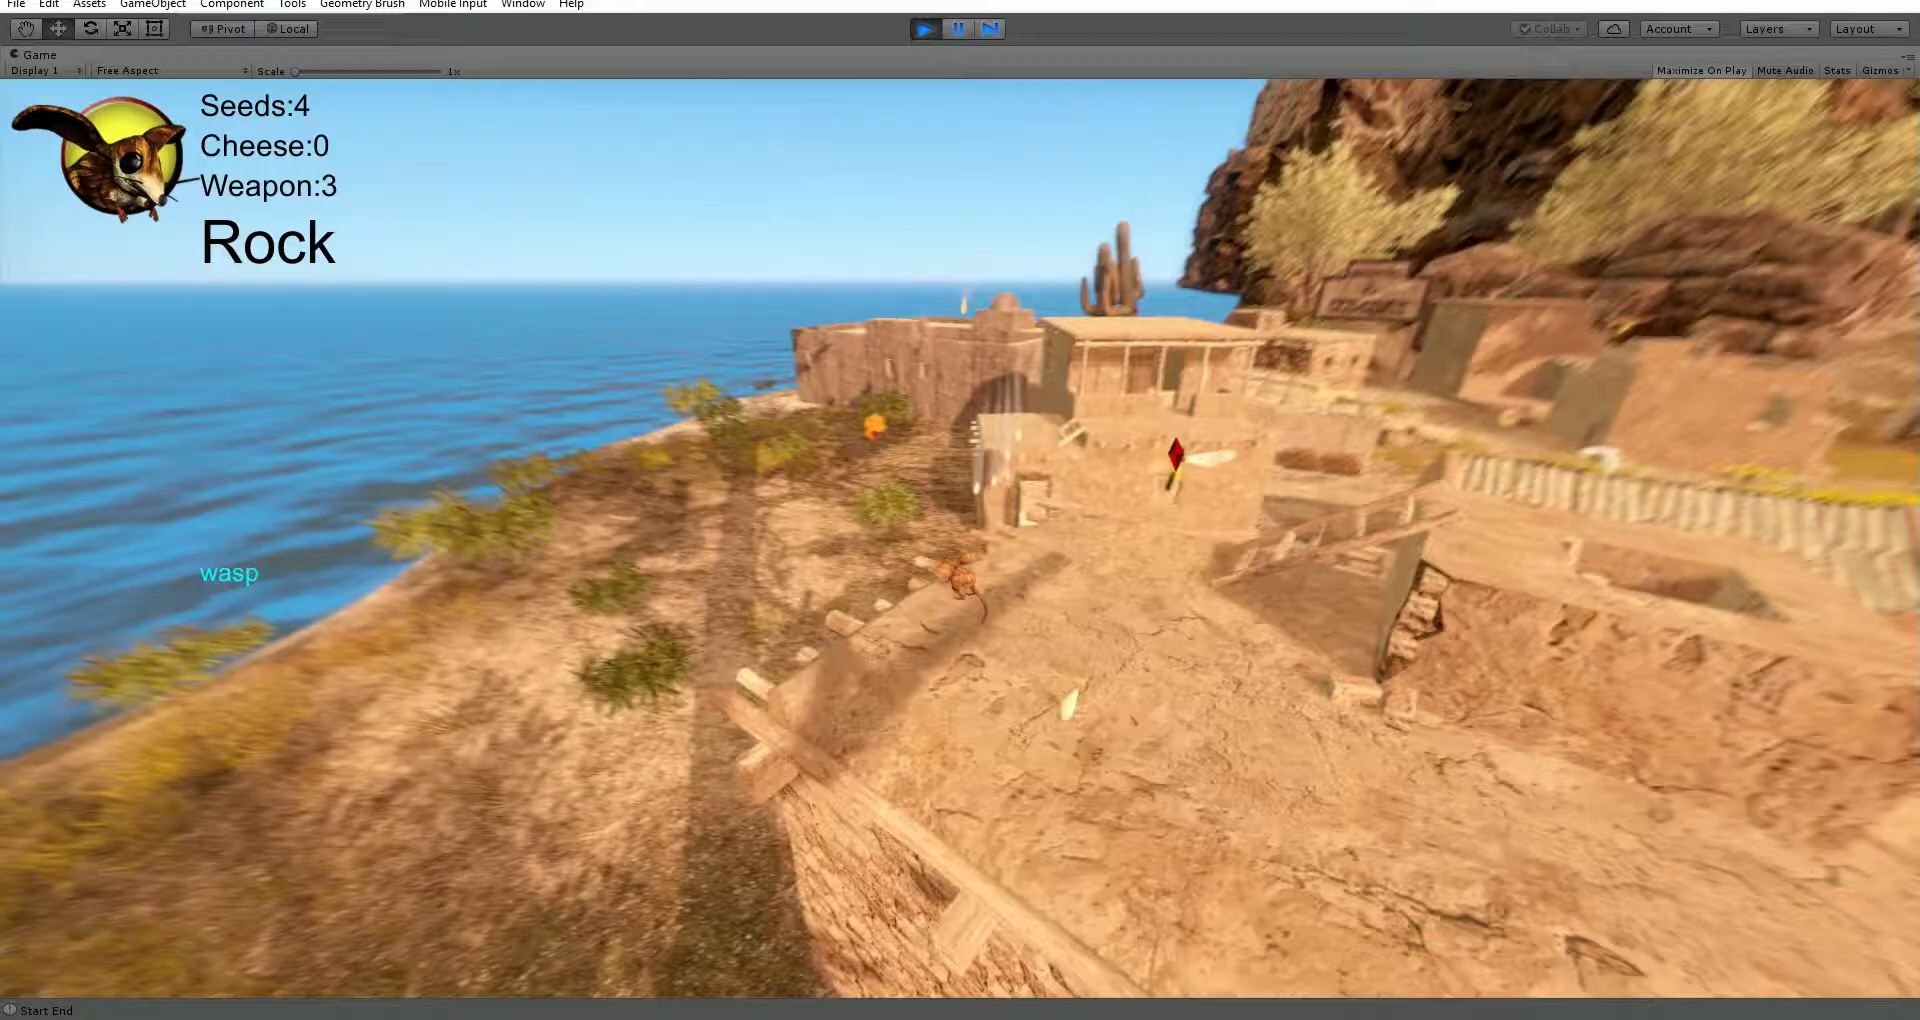 File Edit Assets GameObject Component Tools Geometry Brush Mobile Input Window Help
Pivot Local Collab Account Layers Layout
Game
Display 1 Free Aspect Scale 1x Maximize On Play Mute Audio Stats Gizmos
Seeds:4
Cheese:0
Weapon:3
Rock
wasp
Start End